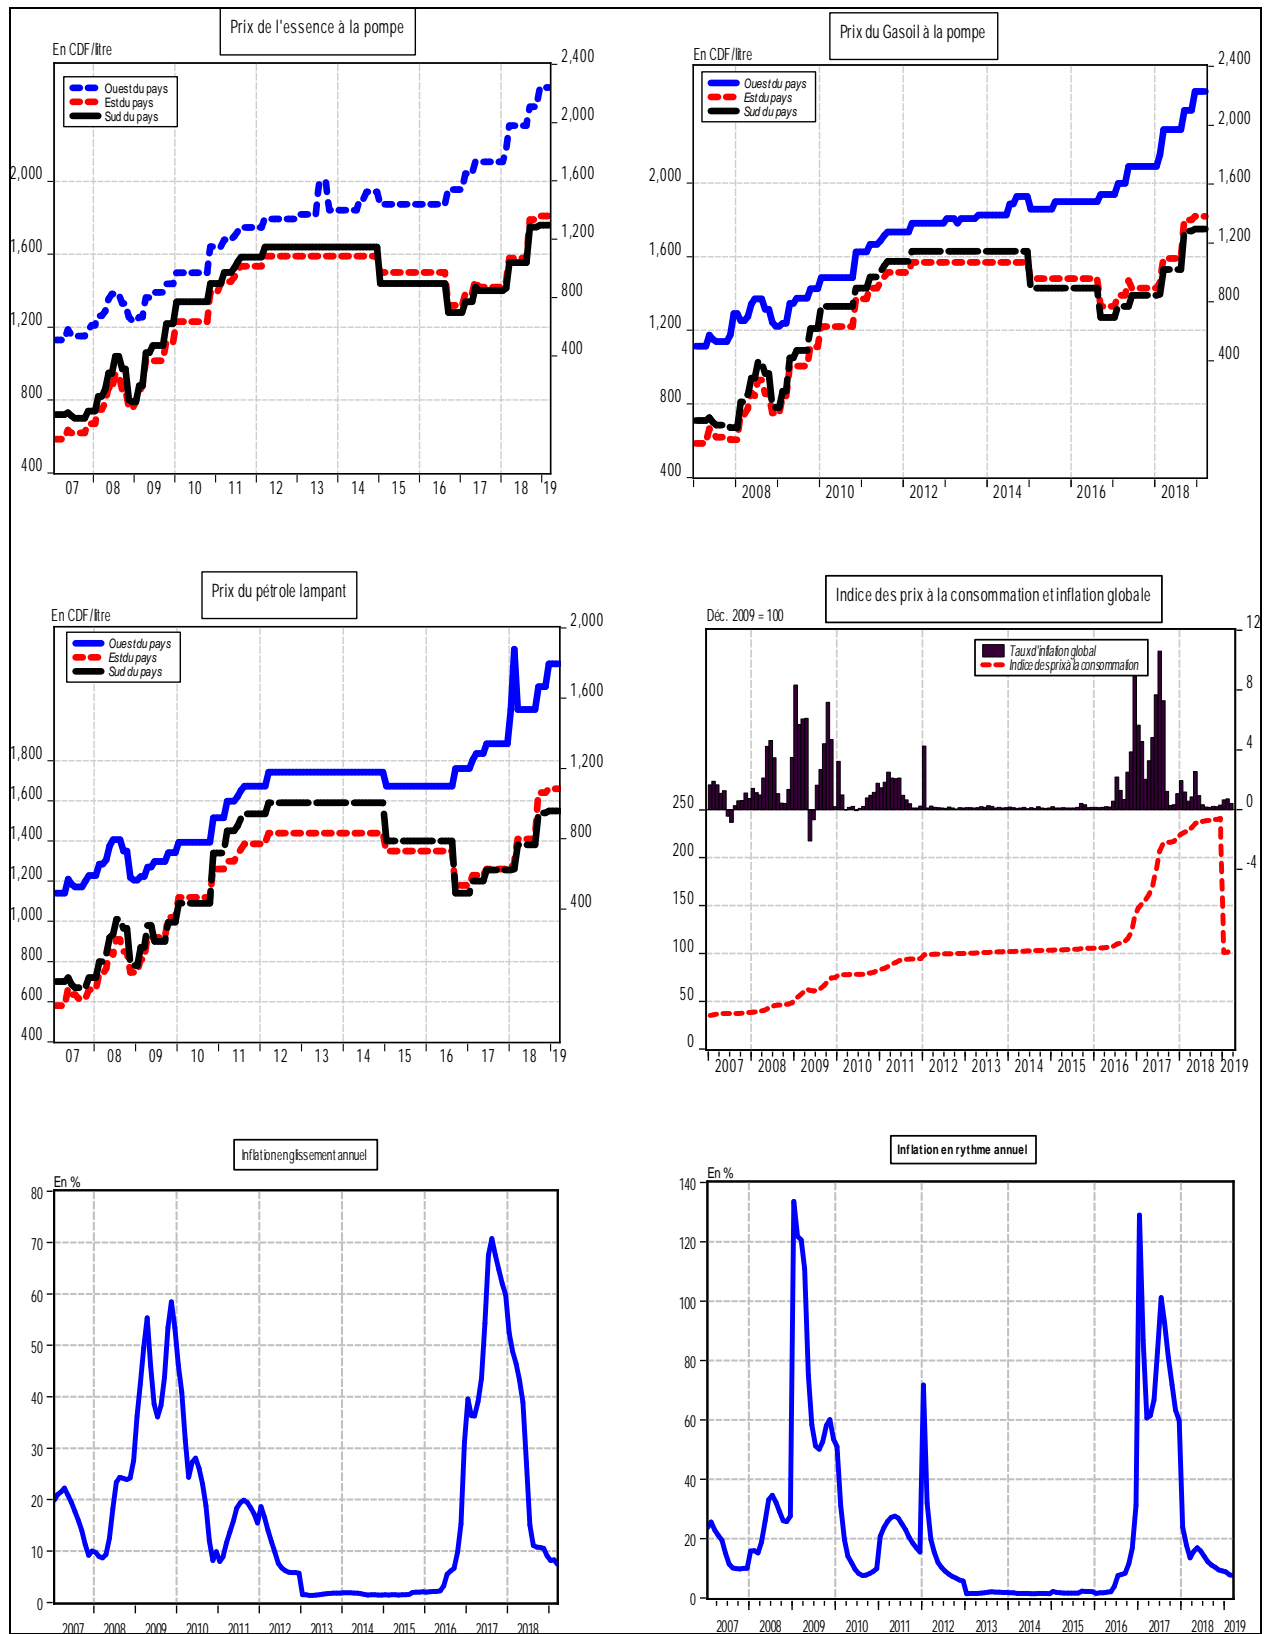 Prix de l'essence à la pompe
En CDF/litre
Ouest du pays
Est du pays
Sud du pays
2,400
2,000
1,600
1,200
800
400
2,000
1,600
1,200
800
400
07 08 09 10 11 12 13 14 15 16 17 18 19
Prix du Gasoil à la pompe
En CDF/litre
Ouest du pays
Est du pays
Sud du pays
2,400
2,000
1,600
1,200
800
400
2,000
1,600
1,200
800
400
2008 2010 2012 2014 2016 2018
Prix du pétrole lampant
En CDF/litre
Ouest du pays
Est du pays
Sud du pays
2,000
1,600
1,200
800
400
1,800
1,600
1,400
1,200
1,000
800
600
400
07 08 09 10 11 12 13 14 15 16 17 18 19
Indice des prix à la consommation et inflation globale
Déc. 2009 = 100
Taux d'inflation global
Indice des prix à la consommation
12
8
4
0
-4
250
200
150
100
50
0
2007 2008 2009 2010 2011 2012 2013 2014 2015 2016 2017 2018 2019
Inflation en glissement annuel
En %
80
70
60
50
40
30
20
10
0
2007 2008 2009 2010 2011 2012 2013 2014 2015 2016 2017 2018
Inflation en rythme annuel
En %
140
120
100
80
60
40
20
0
2007 2008 2009 2010 2011 2012 2013 2014 2015 2016 2017 2018 2019